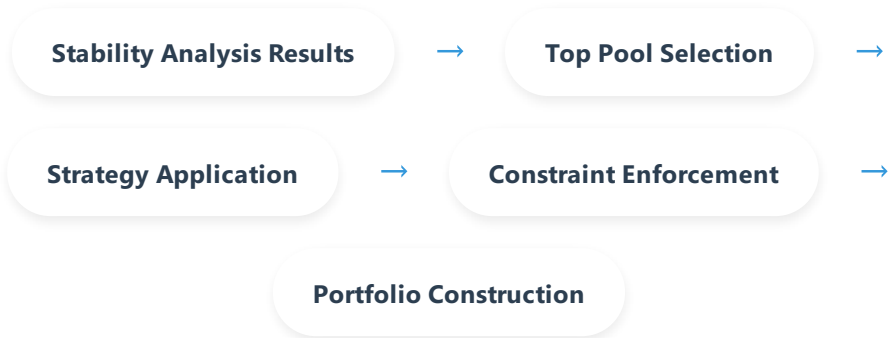 Stability Analysis Results → Top Pool Selection →
Strategy Application → Constraint Enforcement →
Portfolio Construction